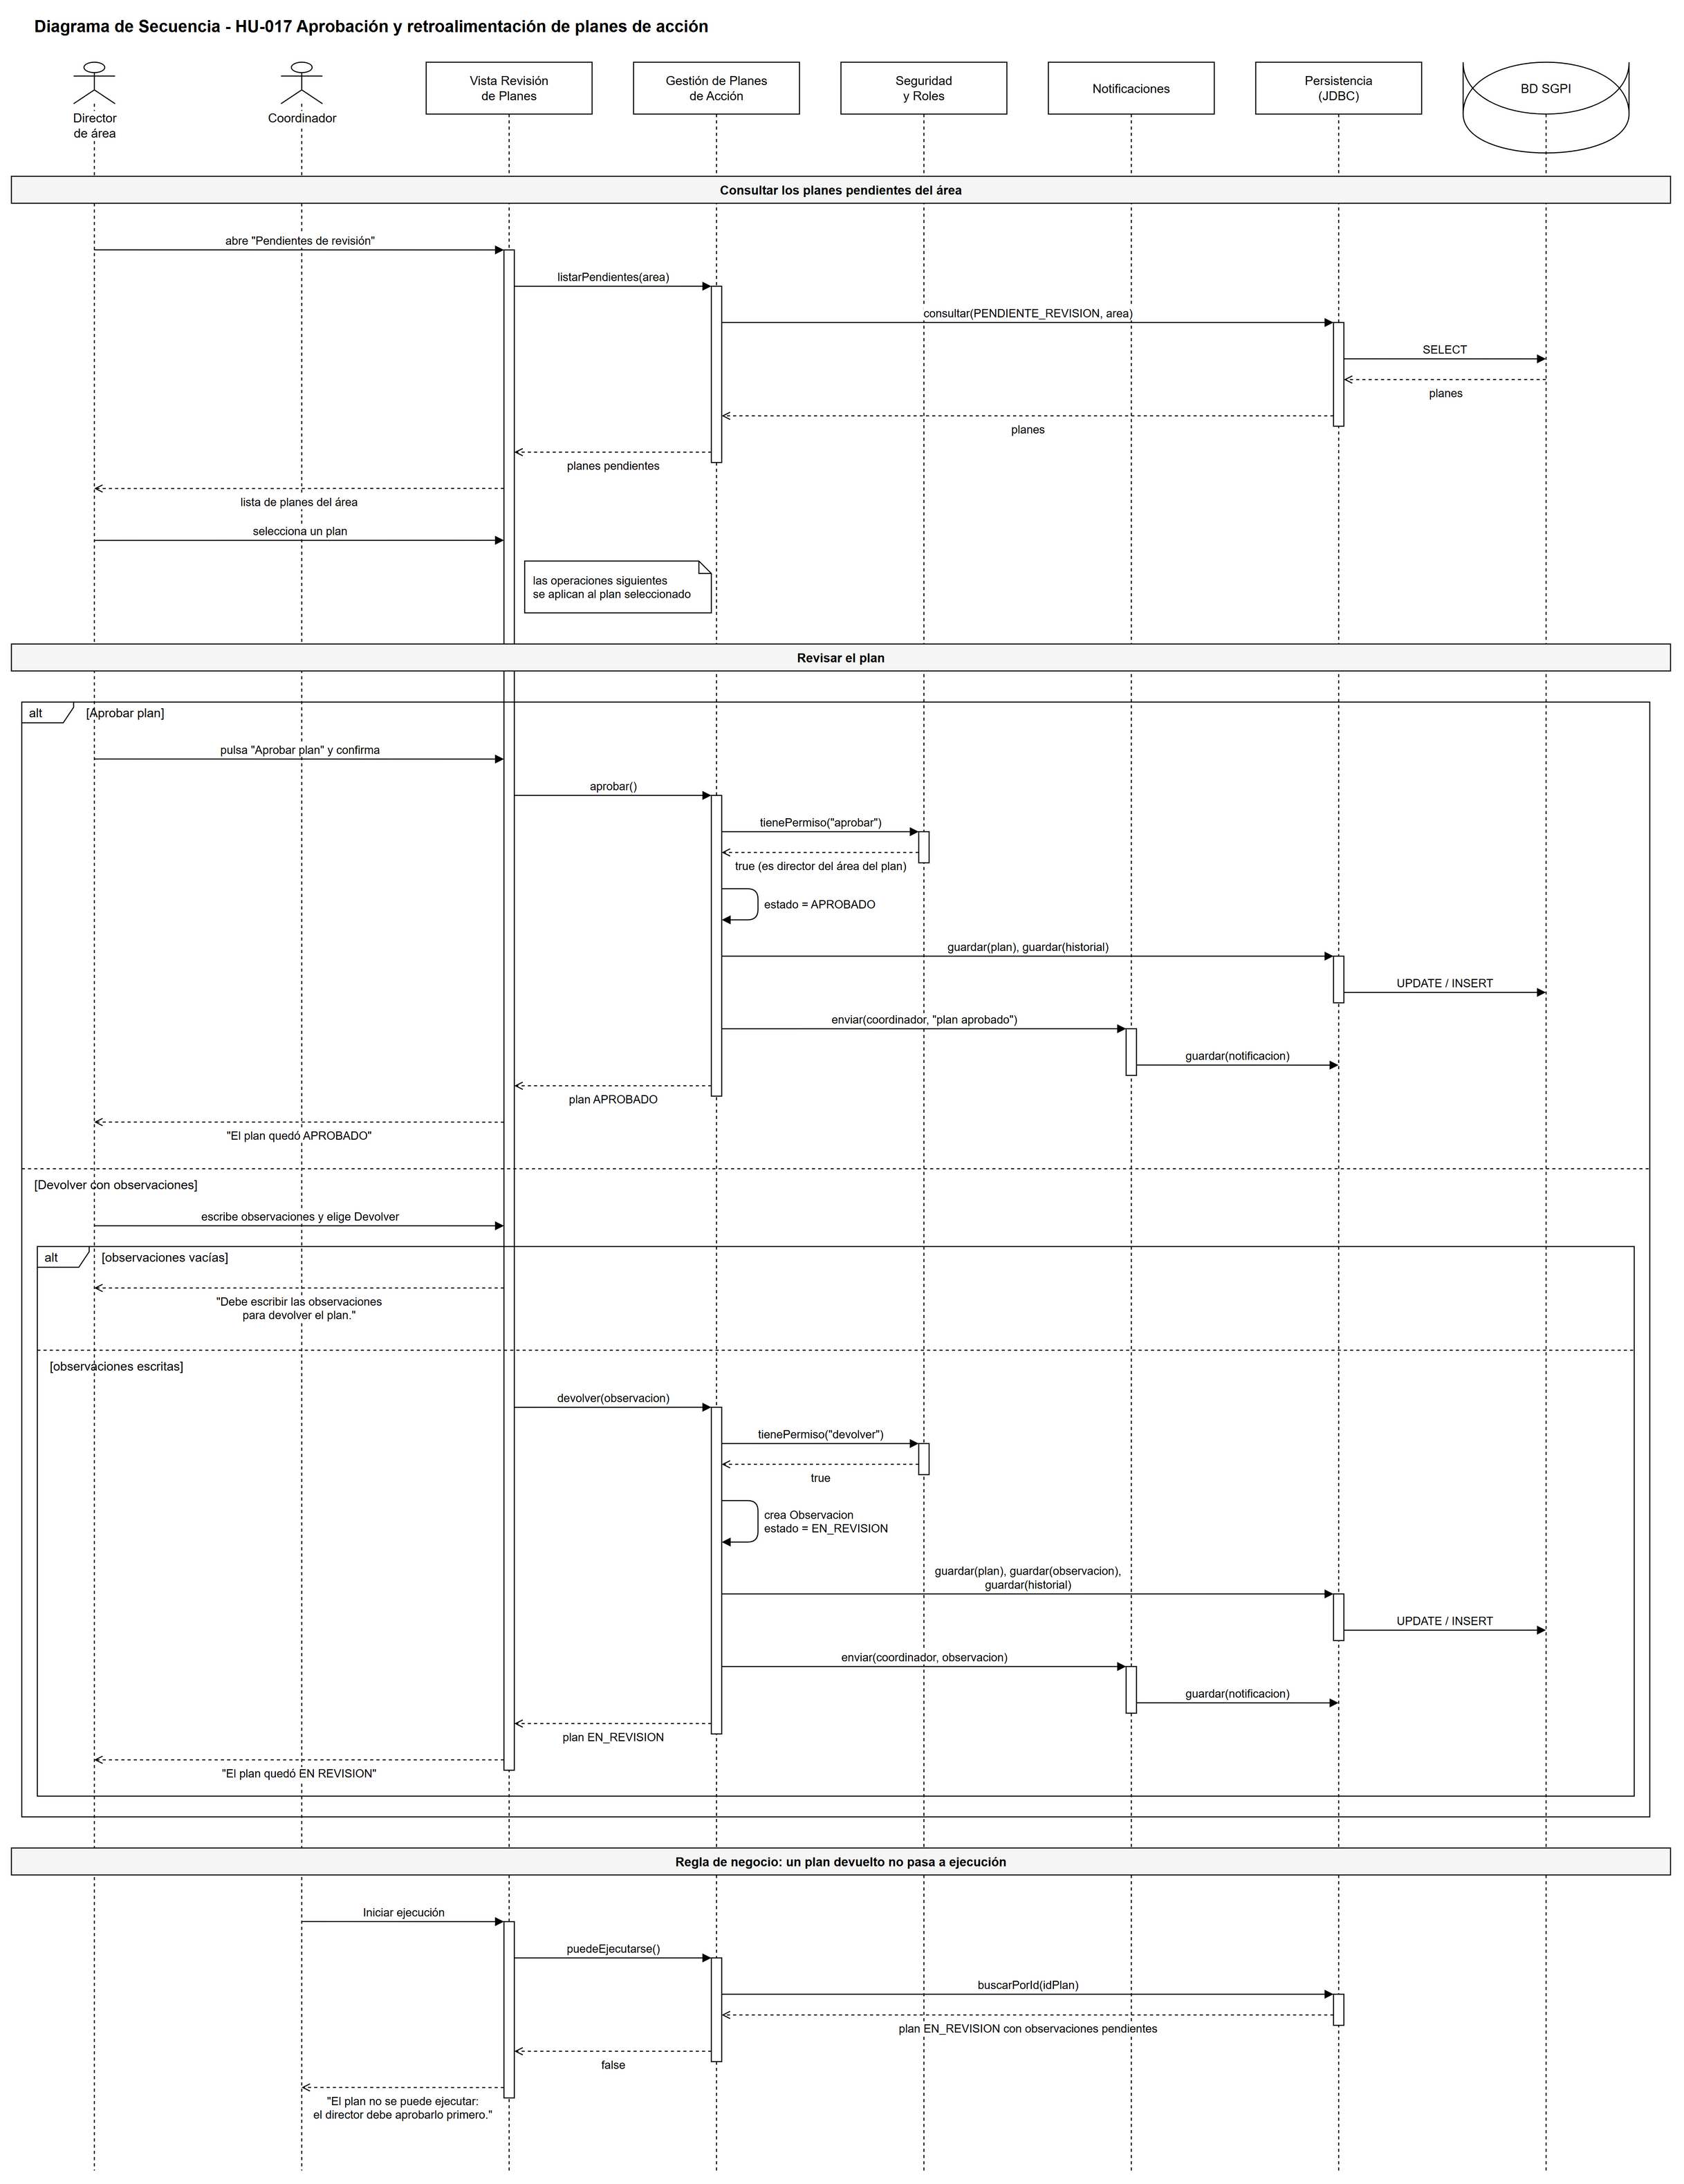 Diagrama de Secuencia - HU-017 Aprobación y retroalimentación de planes de acción
Director
de área
Coordinador
Vista Revisión
de Planes
Gestión de Planes
de Acción
Seguridad
y Roles
Notificaciones
Persistencia
(JDBC)
BD SGPI
Consultar los planes pendientes del área
abre "Pendientes de revisión"
listarPendientes(area)
consultar(PENDIENTE_REVISION, area)
SELECT
planes
planes
planes pendientes
lista de planes del área
selecciona un plan
las operaciones siguientes
se aplican al plan seleccionado
Revisar el plan
alt
[Aprobar plan]
pulsa "Aprobar plan" y confirma
aprobar()
tienePermiso("aprobar")
true (es director del área del plan)
estado = APROBADO
guardar(plan), guardar(historial)
UPDATE / INSERT
enviar(coordinador, "plan aprobado")
guardar(notificacion)
plan APROBADO
"El plan quedó APROBADO"
[Devolver con observaciones]
escribe observaciones y elige Devolver
alt
[observaciones vacías]
"Debe escribir las observaciones
para devolver el plan."
[observaciones escritas]
devolver(observacion)
tienePermiso("devolver")
true
crea Observacion
estado = EN_REVISION
guardar(plan), guardar(observacion),
guardar(historial)
UPDATE / INSERT
enviar(coordinador, observacion)
guardar(notificacion)
plan EN_REVISION
"El plan quedó EN REVISION"
Regla de negocio: un plan devuelto no pasa a ejecución
Iniciar ejecución
puedeEjecutarse()
buscarPorId(idPlan)
plan EN_REVISION con observaciones pendientes
false
"El plan no se puede ejecutar:
el director debe aprobarlo primero."